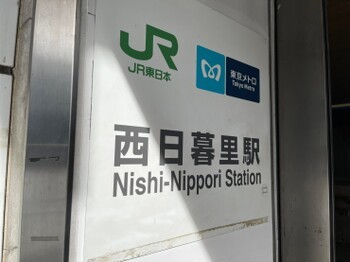 JR
JR東日本
東京メトロ
Tokyo Metro
西日暮里駅
Nishi-Nippori Station